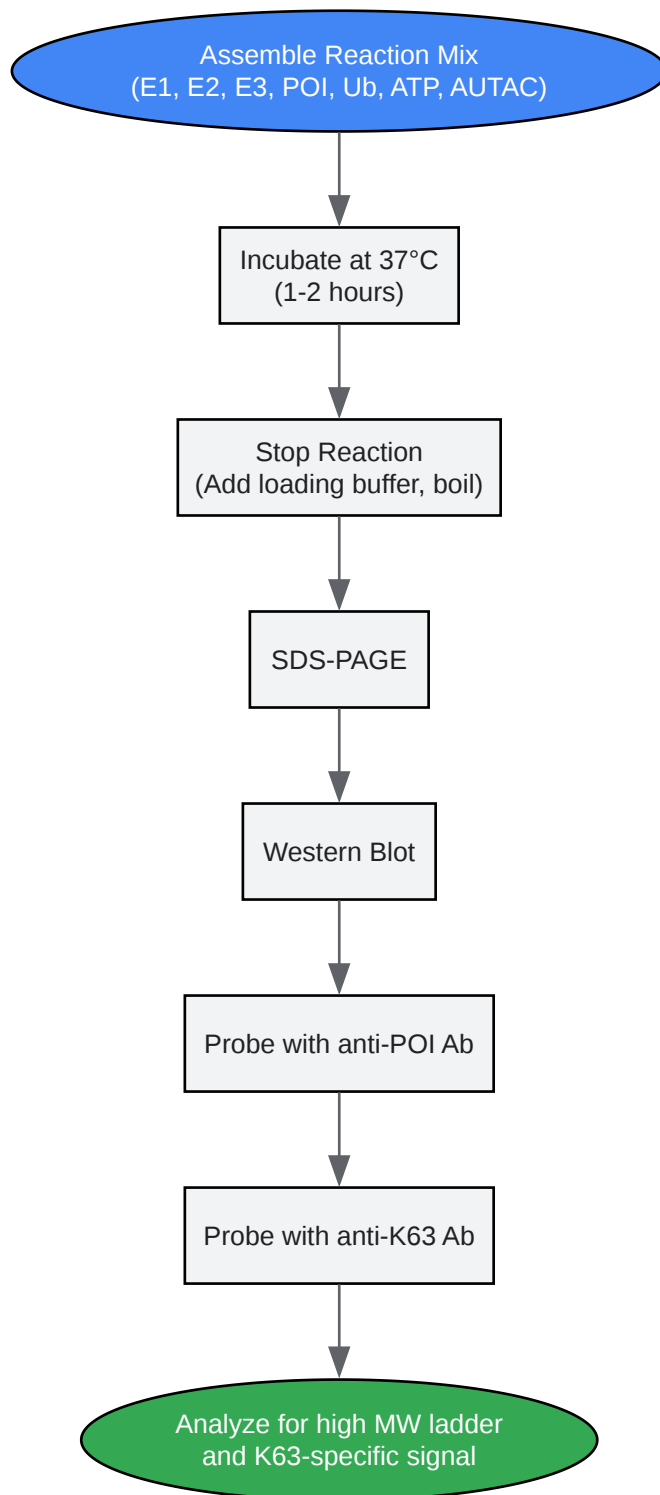 Assemble Reaction Mix
(E1, E2, E3, POI, Ub, ATP, AUTAC)
Incubate at 37°C
(1-2 hours)
Stop Reaction
(Add loading buffer, boil)
SDS-PAGE
Western Blot
Probe with anti-POI Ab
Probe with anti-K63 Ab
Analyze for high MW ladder
and K63-specific signal